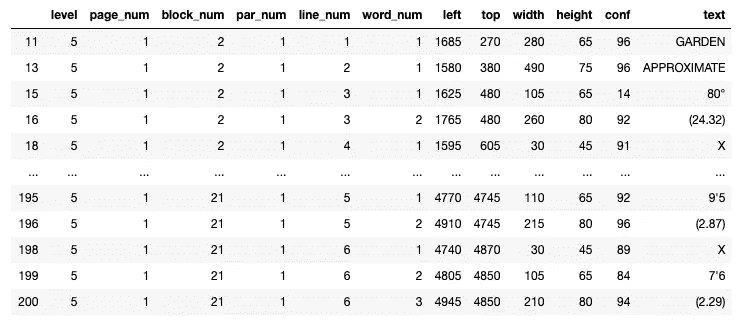 level page_num block_num par_num line_num word_num left top width height conf text
11 5 1 2 1 1 1 1685 270 280 65 96 GARDEN
13 5 1 2 1 2 1 1580 380 490 75 96 APPROXIMATE
15 5 1 2 1 3 1 1625 480 105 65 14 80°
16 5 1 2 1 3 2 1765 480 260 80 92 (24.32)
18 5 1 2 1 4 1 1595 605 30 45 91 X
... ... ... ... ... ... ... ... ... ... ... ... ...
195 5 1 21 1 5 1 4770 4745 110 65 92 9'5
196 5 1 21 1 5 2 4910 4745 215 80 96 (2.87)
198 5 1 21 1 6 1 4740 4870 30 45 89 X
199 5 1 21 1 6 2 4805 4850 105 65 84 7'6
200 5 1 21 1 6 3 4945 4850 210 80 94 (2.29)